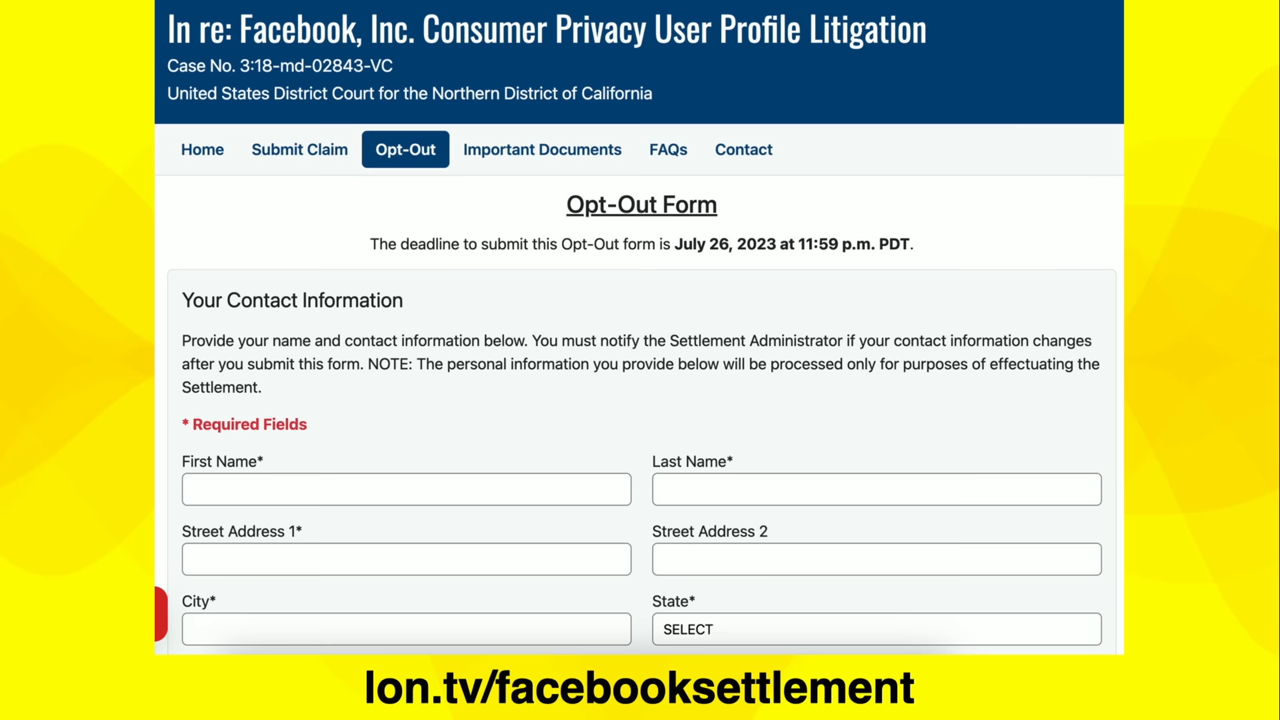 In re: Facebook, Inc. Consumer Privacy User Profile Litigation
Case No. 3:18-md-02843-VC
United States District Court for the Northern District of California
Home Submit Claim Opt-Out Important Documents FAQs Contact
Opt-Out Form
The deadline to submit this Opt-Out form is July 26, 2023 at 11:59 p.m. PDT.
Your Contact Information
Provide your name and contact information below. You must notify the Settlement Administrator if your contact information changes
after you submit this form. NOTE: The personal information you provide below will be processed only for purposes of effectuating the
Settlement.
* Required Fields
First Name* Last Name*
Street Address 1* Street Address 2
City* State*
SELECT
lon.tv/facebooksettlement